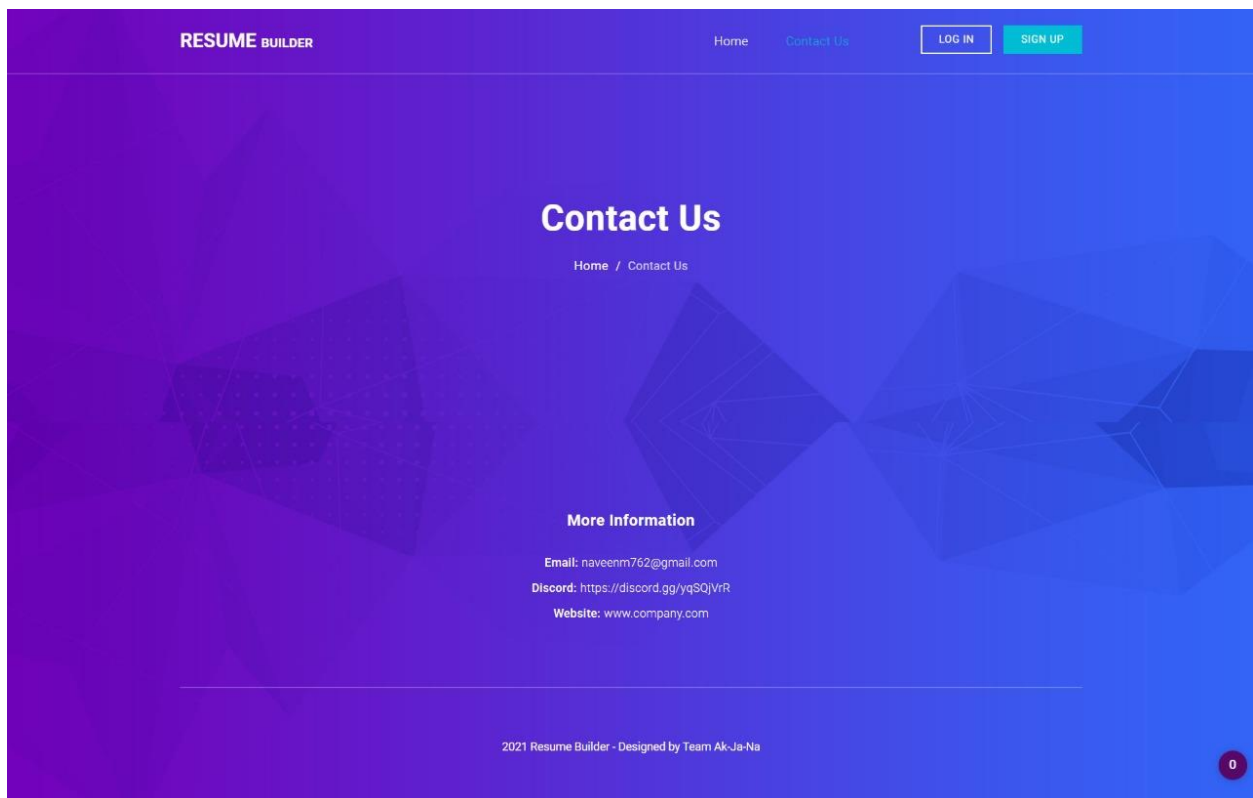 RESUME BUILDER
Home
Contact Us
LOG IN
SIGN UP
Contact Us
Home / Contact Us
More Information
Email: naveenm762@gmail.com
Discord: https://discord.gg/yqSQjVrR
Website: www.company.com
2021 Resume Builder - Designed by Team Ak-Ja-Na
0